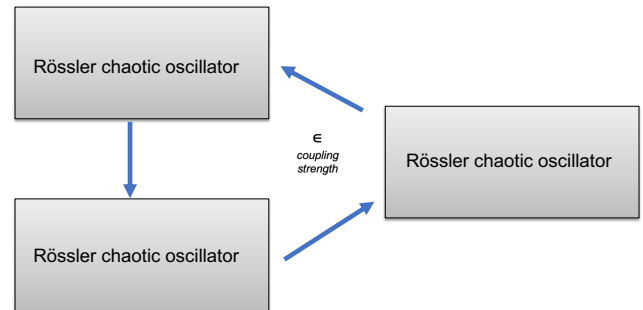 Rössler chaotic oscillator
Rössler chaotic oscillator
∈
coupling
strength
Rössler chaotic oscillator